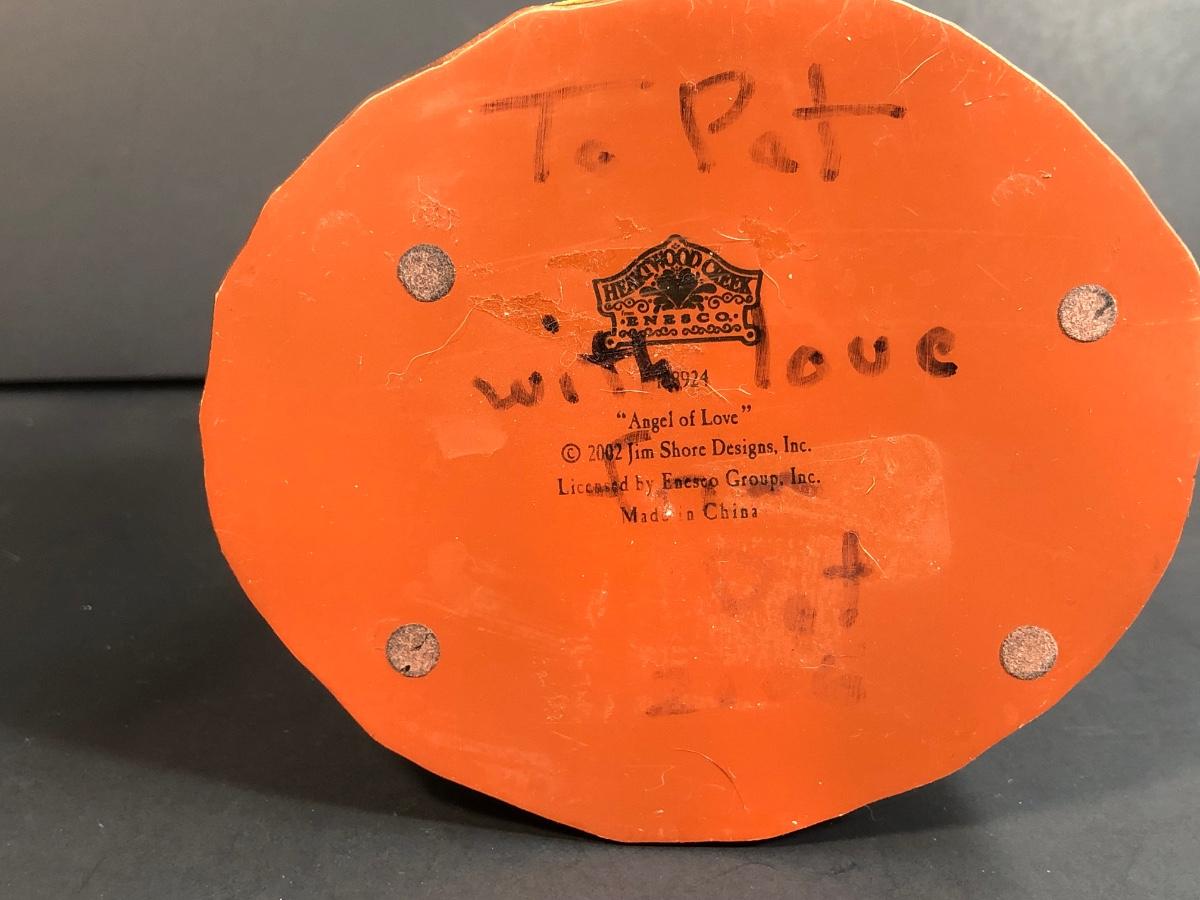 To Pat
HEARTWOOD CREEK
from
ENESCO
with love
"Angel of Love"
© 2002 Jim Shore Designs, Inc.
Licensed by Enesco Group, Inc.
Made in China